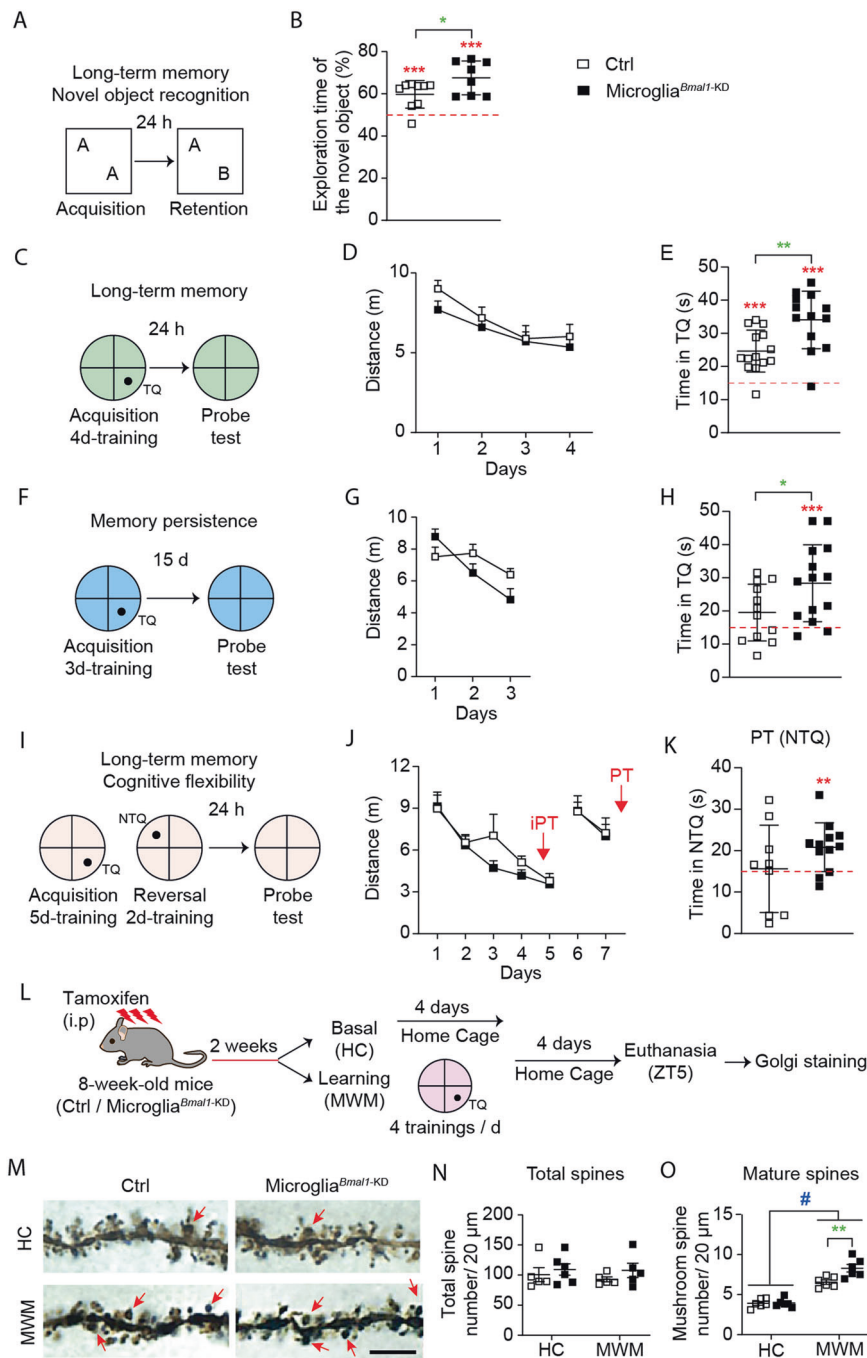 A
Long-term memory
Novel object recognition
24 h
A
A
A
B
Acquisition
Retention
B
*
***
***
80
60
40
20
0
Exploration time of
the novel object (%)
Ctrl
Microglia Bmal1-KD
C
Long-term memory
24 h
TQ
Acquisition
4d-training
Probe
test
D
10
5
0
Distance (m)
1 2 3 4
Days
E
**
***
***
50
40
30
20
10
0
Time in TQ (s)
F
Memory persistence
15 d
TQ
Acquisition
3d-training
Probe
test
G
10
8
6
4
2
0
Distance (m)
1 2 3
Days
H
*
***
50
40
30
20
10
0
Time in TQ (s)
I
Long-term memory
Cognitive flexibility
24 h
NTQ
TQ
Acquisition
5d-training
Reversal
2d-training
Probe
test
J
12
9
6
3
0
Distance (m)
iPT
PT
1 2 3 4 5 6 7
Days
K
PT (NTQ)
**
40
30
20
10
0
Time in NTQ (s)
L
Tamoxifen
(i.p)
8-week-old mice
(Ctrl / Microglia Bmal1-KD)
2 weeks
Basal
(HC)
Learning
(MWM)
4 days
Home Cage
TQ
4 trainings / d
4 days
Home Cage
Euthanasia
(ZT5)
Golgi staining
M
Ctrl
Microglia Bmal1-KD
HC
MWM
N
Total spines
200
150
100
50
0
Total spine
number/ 20 µm
HC MWM
O
Mature spines
#
**
15
10
5
0
Mushroom spine
number/ 20 µm
HC MWM